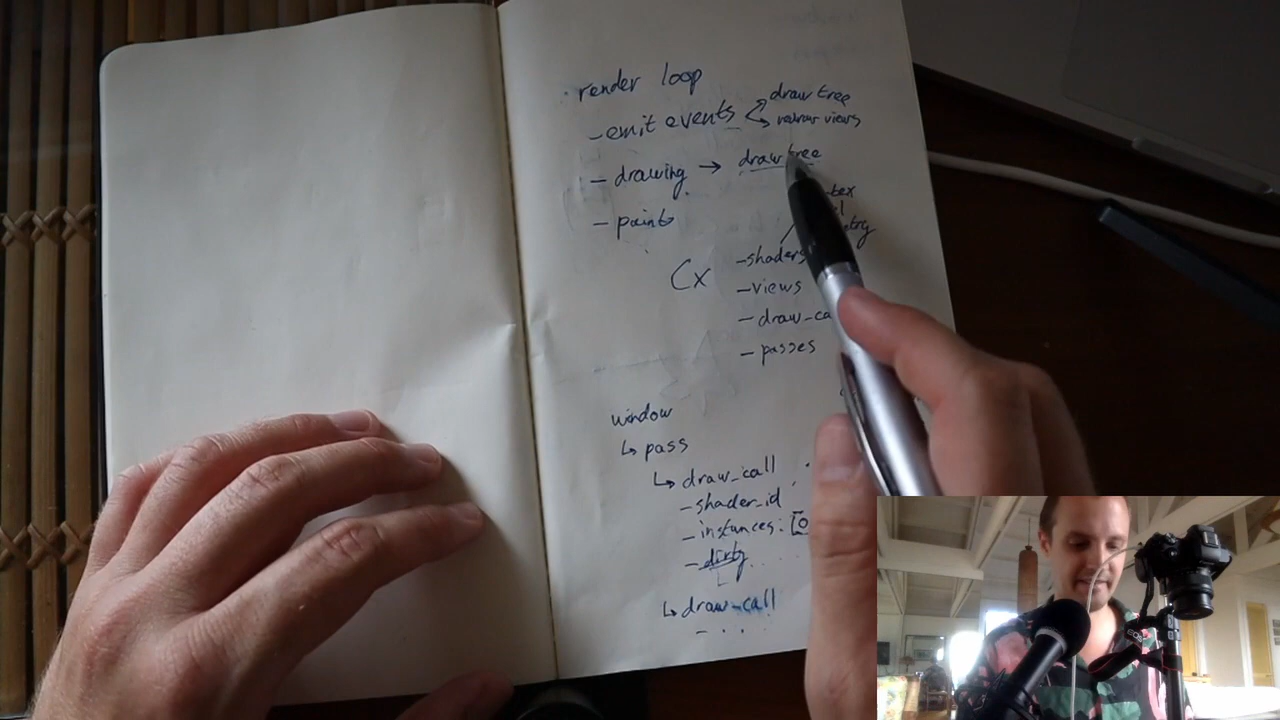 render loop
- emit events
draw tree
redraw views
- drawing → draw tree
- paint
Cx
- shaders
- views
- passes
window
↳ pass
↳ draw_call
- shader_id
- instances: [
- dirty
↳ draw_call
- . . .